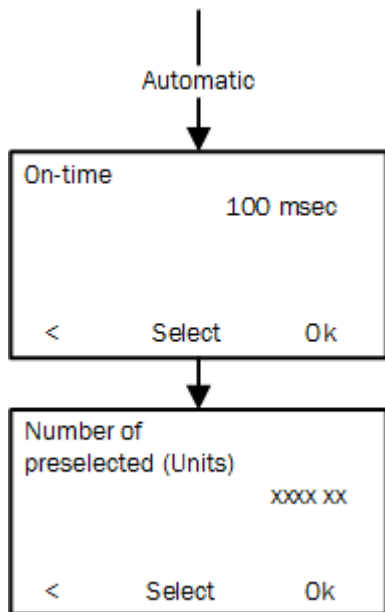 Automatic
On-time
100 msec
< Select Ok
Number of
preselected (Units)
xxxx xx
< Select Ok